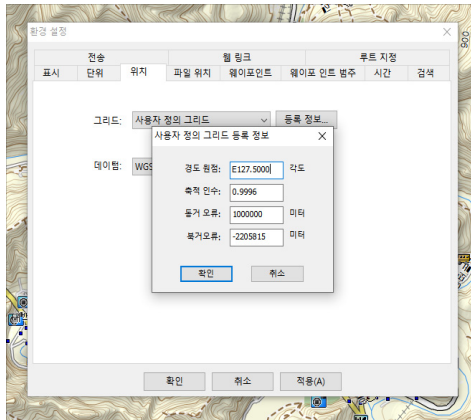 환경 설정
전송 웹 링크 루트 지정
표시 단위 위치 파일 위치 웨이포인트 웨이포 인트 범주 시간 검색
그리드: 사용자 정의 그리드 등록 정보...
사용자 정의 그리드 등록 정보
데이텀: WGS
경도 원점: E127.5000 각도
축척 인수: 0.9996
동거 오류: 1000000 미터
북거오류: -2205815 미터
확인 취소
확인 취소 적용(A)
900